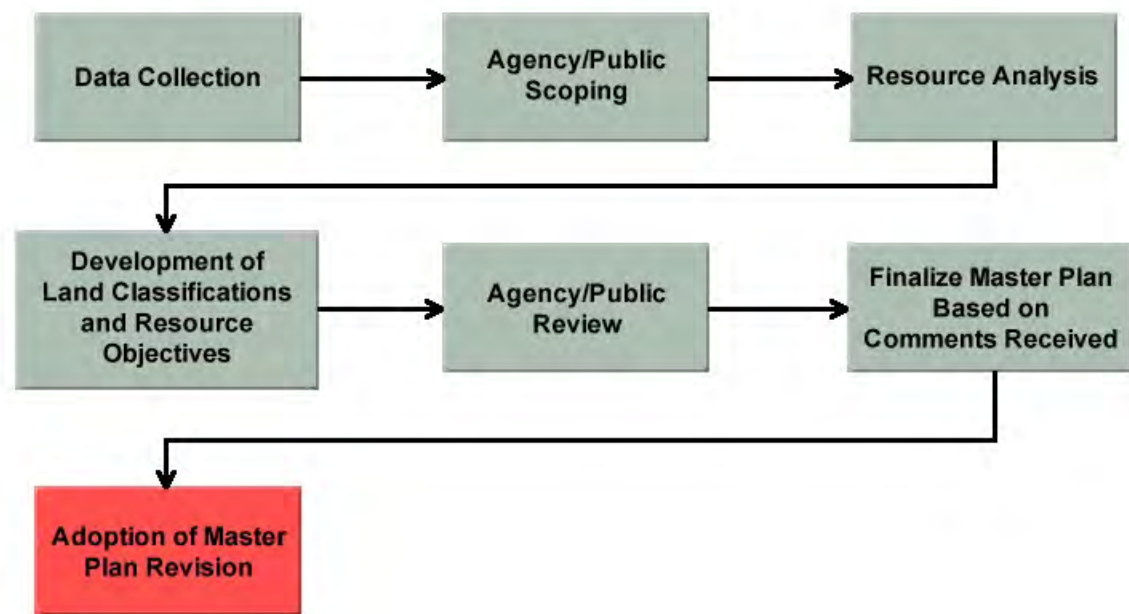 Data Collection
Agency/Public
Scoping
Resource Analysis
Development of
Land Classifications
and Resource
Objectives
Agency/Public
Review
Finalize Master Plan
Based on
Comments Received
Adoption of Master
Plan Revision